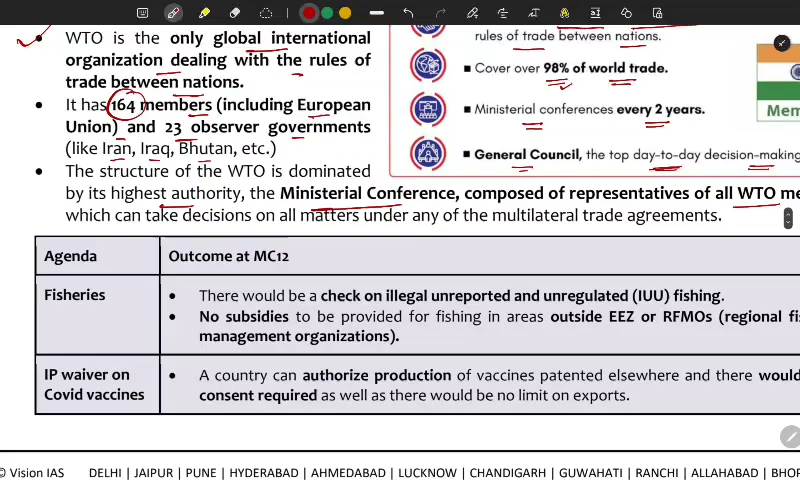 WTO is the only global international
organization dealing with the rules of
trade between nations.
It has 164 members (including European
Union) and 23 observer governments
(like Iran, Iraq, Bhutan, etc.)
The structure of the WTO is dominated
by its highest authority, the Ministerial Conference, composed of representatives of all WTO me
which can take decisions on all matters under any of the multilateral trade agreements.
rules of trade between nations.
Cover over 98% of world trade.
Ministerial conferences every 2 years.
General Council, the top day-to-day decision-making
Mem
Agenda Outcome at MC12
Fisheries
There would be a check on illegal unreported and unregulated (IUU) fishing.
No subsidies to be provided for fishing in areas outside EEZ or RFMOs (regional fis
management organizations).
IP waiver on
Covid vaccines
A country can authorize production of vaccines patented elsewhere and there would
consent required as well as there would be no limit on exports.
© Vision IAS DELHI | JAIPUR | PUNE | HYDERABAD | AHMEDABAD | LUCKNOW | CHANDIGARH | GUWAHATI | RANCHI | ALLAHABAD | BHOP